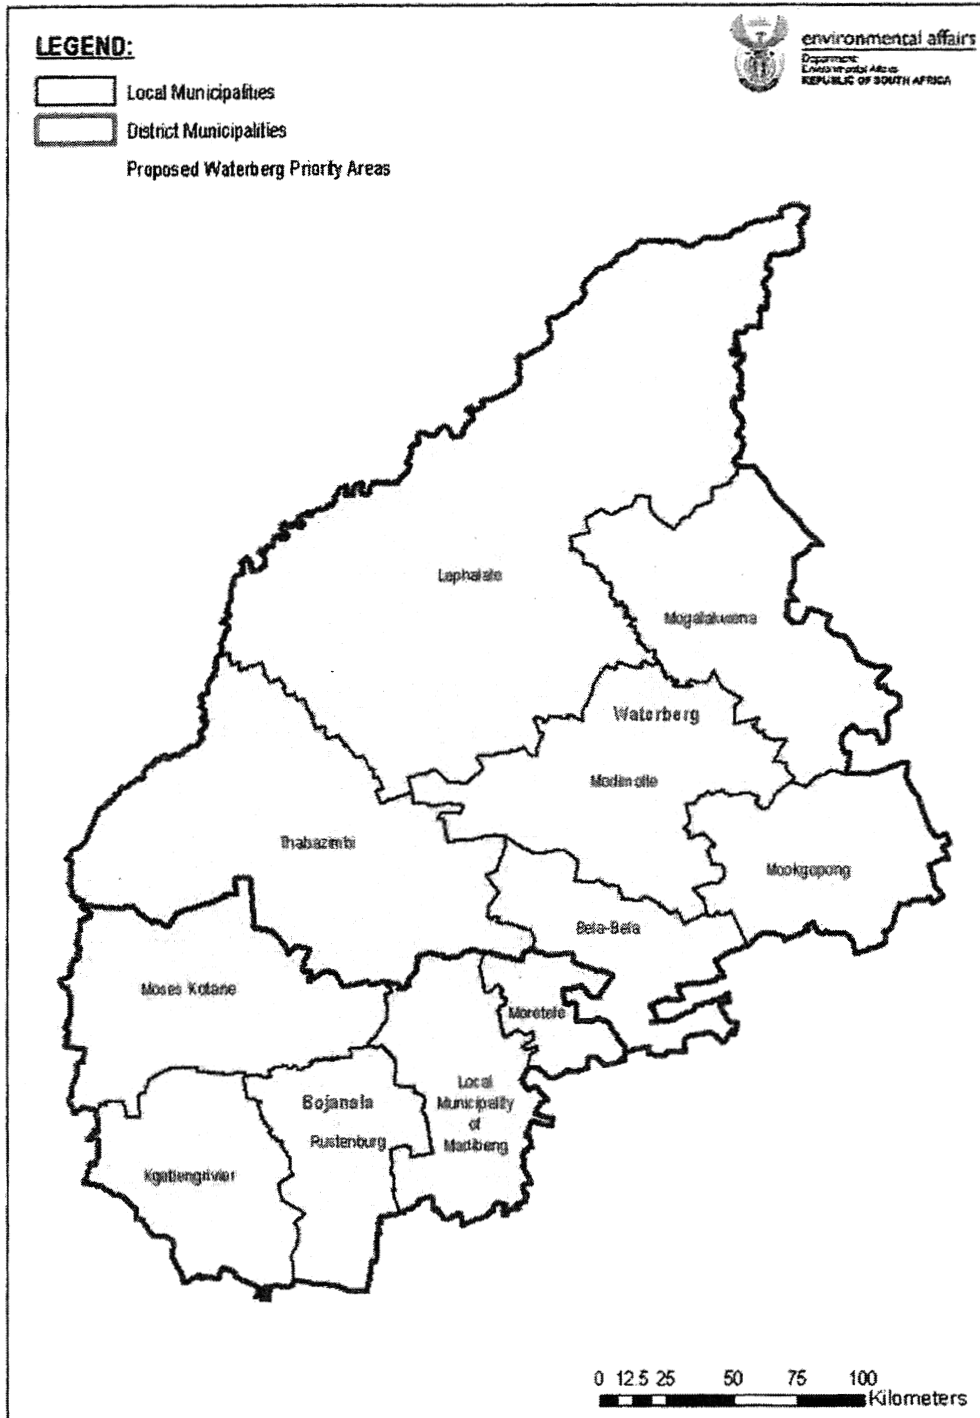 LEGEND:
Local Municipalities
District Municipalities
Proposed Waterberg Priority Areas
environmental affairs
Department:
Environmental Affairs
REPUBLIC OF SOUTH AFRICA
Lephalale
Mogalakwena
Waterberg
Modimolle
Thabazimbi
Mookgopong
Bela-Bela
Moses Kotane
Moretele
Local
Municipality
of
Madibeng
Bojanala
Rustenburg
Kgetlengrivier
0 12.5 25 50 75 100
Kilometers